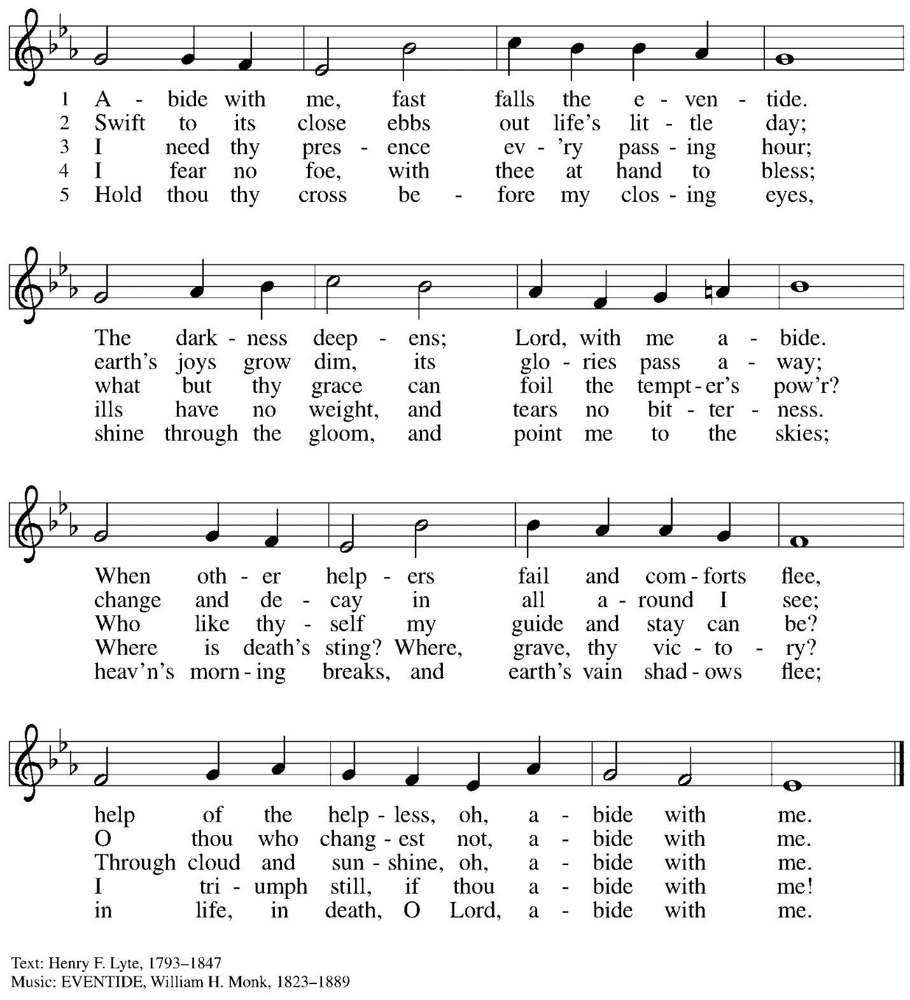 1 A - bide with me, fast falls the e - ven - tide.
2 Swift to its close ebbs out life's lit - tle day;
3 I need thy pres - ence ev - 'ry pass - ing hour;
4 I fear no foe, with thee at hand to bless;
5 Hold thou thy cross be - fore my clos - ing eyes,
The dark - ness deep - ens; Lord, with me a - bide.
earth's joys grow dim, its glo - ries pass a - way;
what but thy grace can foil the tempt - er's pow'r?
ills have no weight, and tears no bit - ter - ness.
shine through the gloom, and point me to the skies;
When oth - er help - ers fail and com - forts flee,
change and de - cay in all a - round I see;
Who like thy - self my guide and stay can be?
Where is death's sting? Where, grave, thy vic - to - ry?
heav'n's morn - ing breaks, and earth's vain shad - ows flee;
help of the help - less, oh, a - bide with me.
O thou who chang - est not, a - bide with me.
Through cloud and sun - shine, oh, a - bide with me.
I tri - umph still, if thou a - bide with me!
in life, in death, O Lord, a - bide with me.
Text: Henry F. Lyte, 1793–1847
Music: EVENTIDE, William H. Monk, 1823–1889